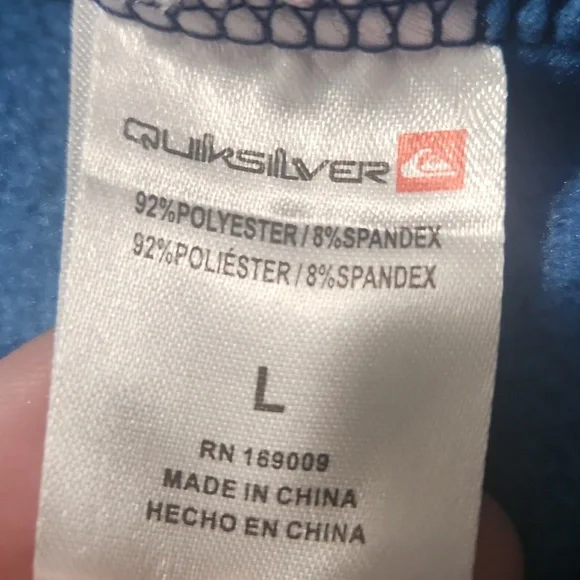 QUIKSILVER
92%POLYESTER/8%SPANDEX
92%POLIÉSTER/8%SPANDEX
L
RN 169009
MADE IN CHINA
HECHO EN CHINA